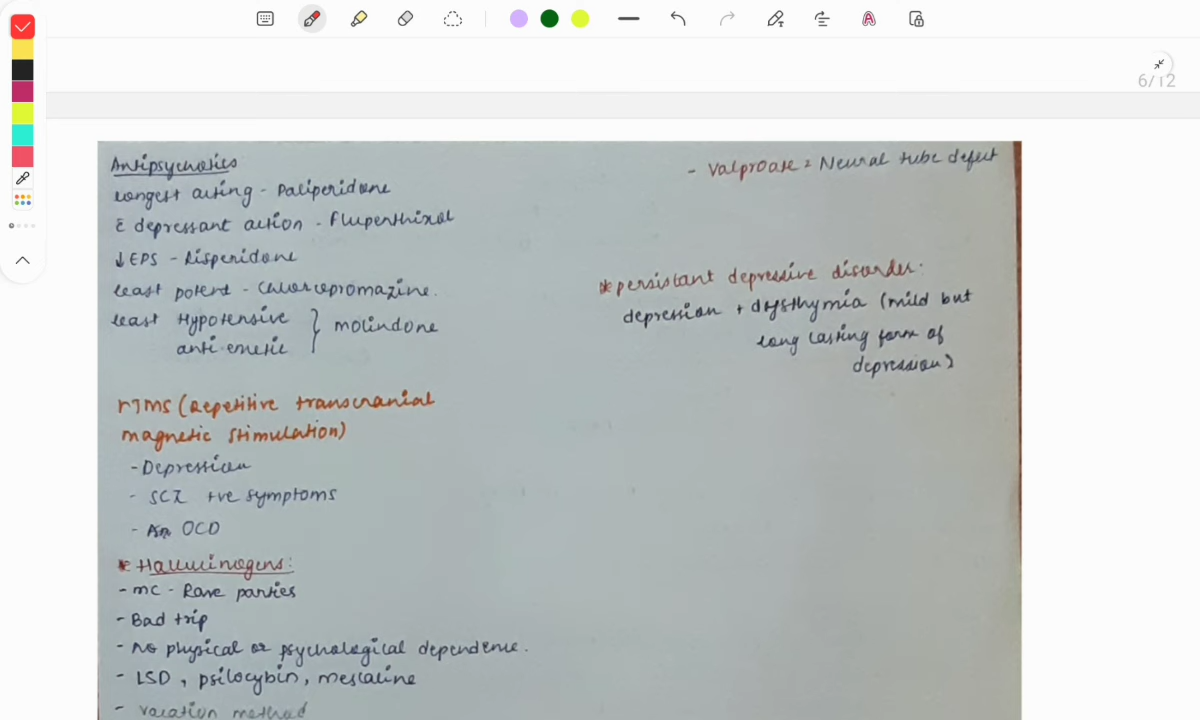 6/12
Antipsychotics
longest acting - Paliperidone
c̄ depressant action - Flupenthixol
↓ EPS - Risperidone
least potent - Chloropromazine.
least Hypotensive } molindone
anti-emetic
rTMS (Repetitive transcranial
magnetic stimulation)
- Depression
- SCZ +ve symptoms
- OCD
* Hallucinogens:
- MC - Rave parties
- Bad trip
- No physical or psychological dependence.
- LSD, psilocybin, mescaline
- vacation method
- Valproate = Neural tube defect
* persistant depressive disorder:
depression + dysthymia (mild but
long lasting form of
depression)